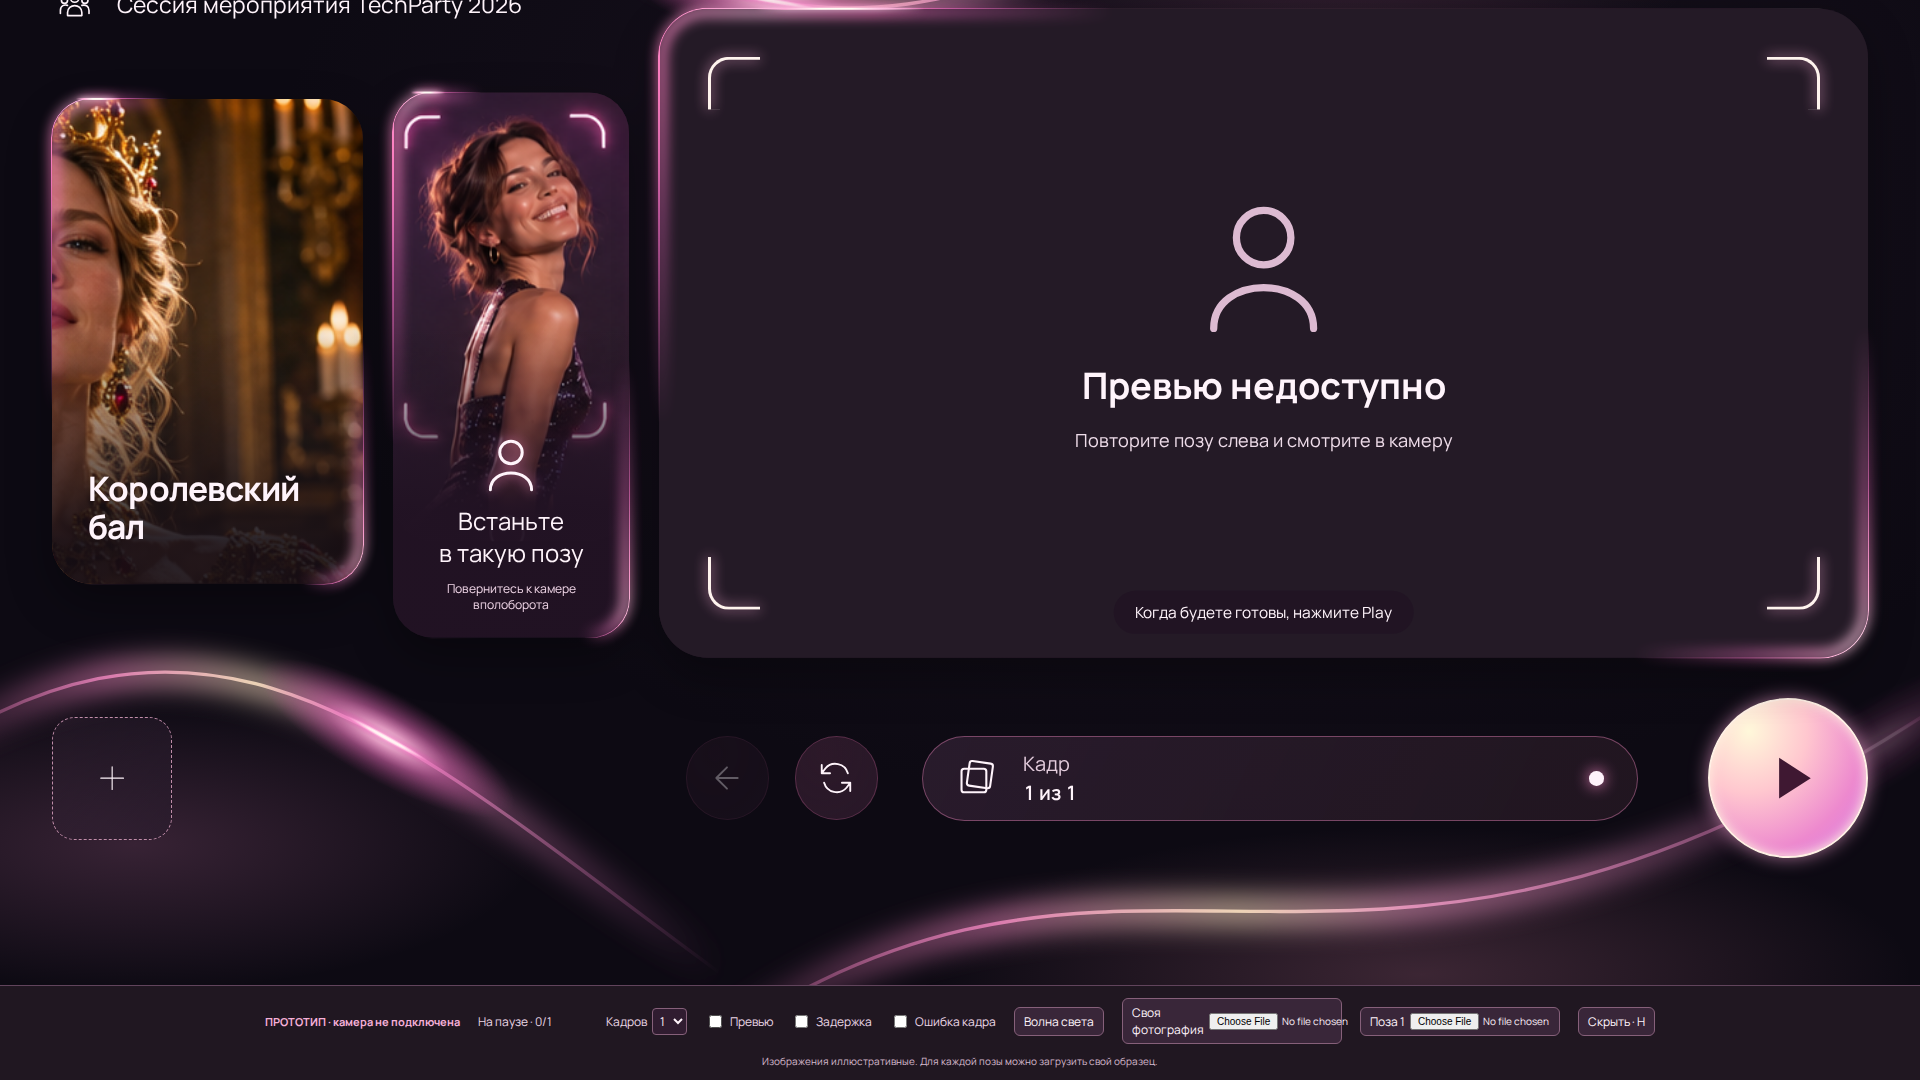 Сессия мероприятия TechParty 2026
Королевский
бал
Встаньте
в такую позу
Повернитесь к камере
вполоборота
Превью недоступно
Повторите позу слева и смотрите в камеру
Когда будете готовы, нажмите Play
Кадр
1 из 1
ПРОТОТИП · камера не подключена
На паузе · 0/1
Кадров 1
Превью
Задержка
Ошибка кадра
Волна света
Своя
фотография
Choose File No file chosen
Поза 1 Choose File No file chosen
Скрыть · H
Изображения иллюстративные. Для каждой позы можно загрузить свой образец.